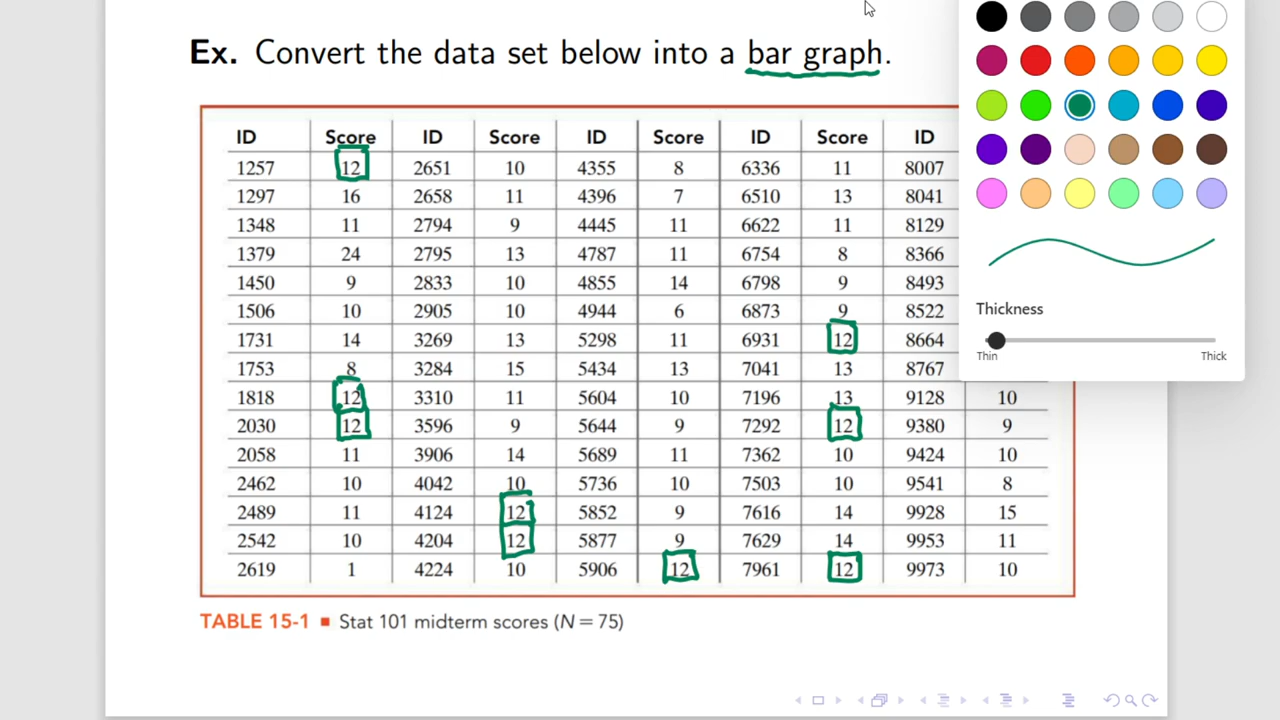 Ex. Convert the data set below into a bar graph.
ID Score ID Score ID Score ID Score ID
1257 12 2651 10 4355 8 6336 11 8007
1297 16 2658 11 4396 7 6510 13 8041
1348 11 2794 9 4445 11 6622 11 8129
1379 24 2795 13 4787 11 6754 8 8366
1450 9 2833 10 4855 14 6798 9 8493
1506 10 2905 10 4944 6 6873 9 8522
1731 14 3269 13 5298 11 6931 12 8664
1753 8 3284 15 5434 13 7041 13 8767
1818 12 3310 11 5604 10 7196 13 9128 10
2030 12 3596 9 5644 9 7292 12 9380 9
2058 11 3906 14 5689 11 7362 10 9424 10
2462 10 4042 10 5736 10 7503 10 9541 8
2489 11 4124 12 5852 9 7616 14 9928 15
2542 10 4204 12 5877 9 7629 14 9953 11
2619 1 4224 10 5906 12 7961 12 9973 10
TABLE 15-1 ■ Stat 101 midterm scores (N = 75)
Thickness
Thin Thick